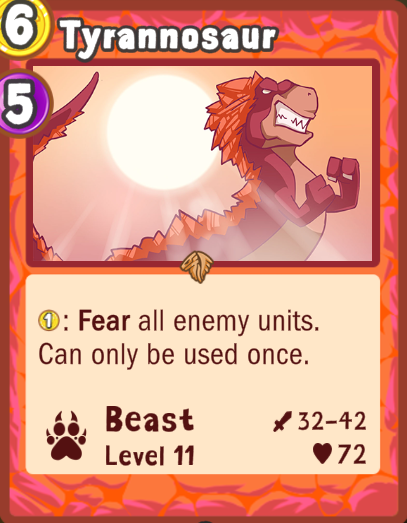 6 Tyrannosaur
5
1: Fear all enemy units.
Can only be used once.
Beast 32-42
Level 11 72